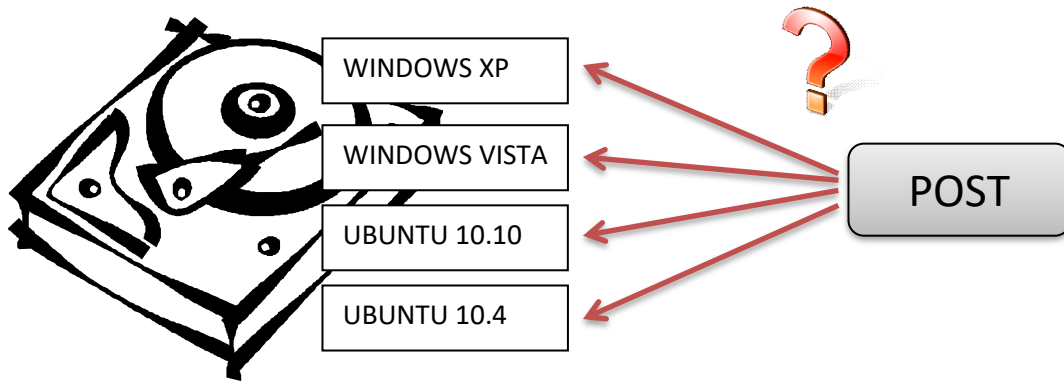 WINDOWS XP
WINDOWS VISTA
POST
UBUNTU 10.10
UBUNTU 10.4